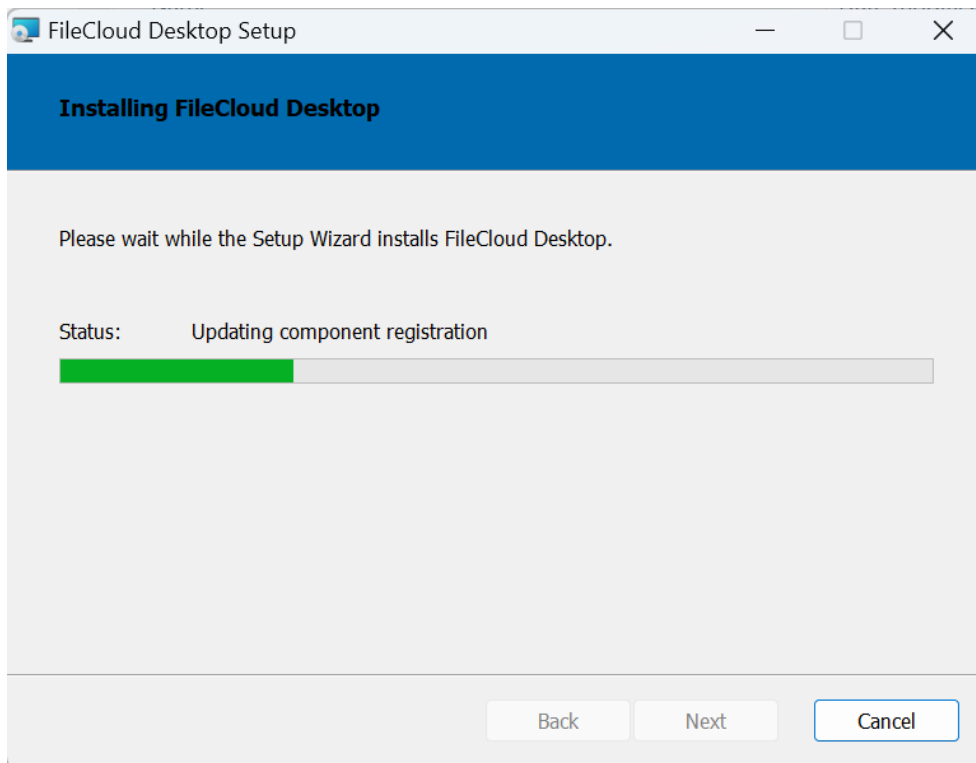 FileCloud Desktop Setup
Installing FileCloud Desktop
Please wait while the Setup Wizard installs FileCloud Desktop.
Status: Updating component registration
Back Next Cancel